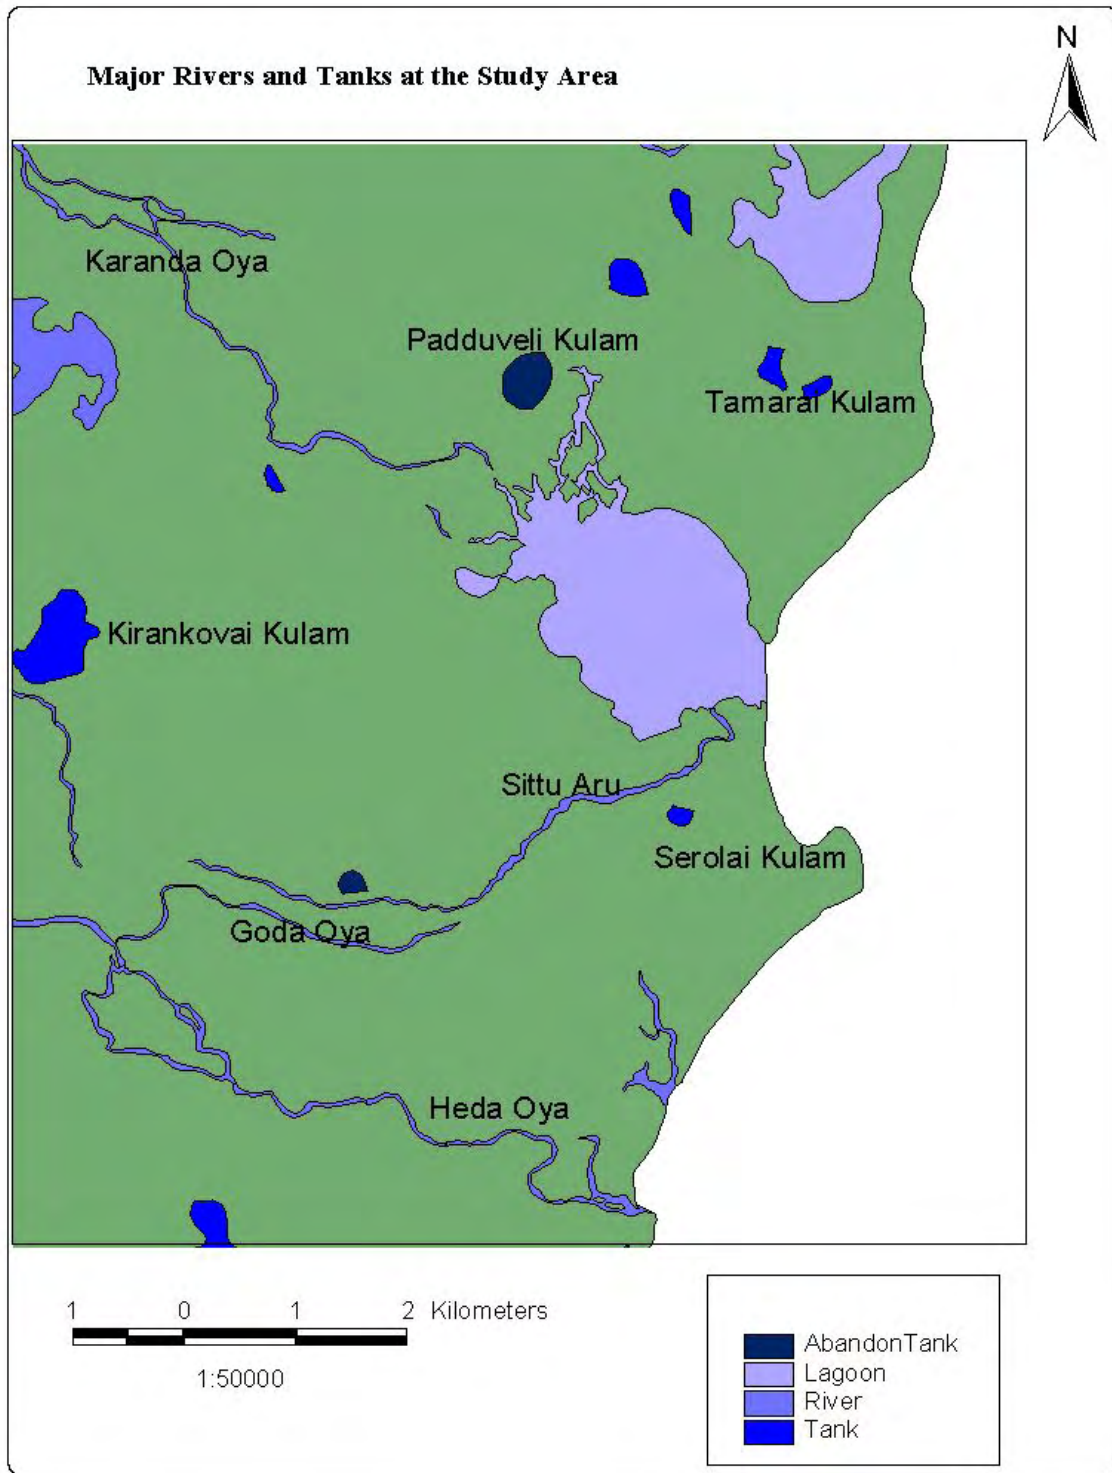 N
Major Rivers and Tanks at the Study Area
Karanda Oya
Padduveli Kulam
Tamarai Kulam
Kirankovai Kulam
Sittu Aru
Serolai Kulam
Goda Oya
Heda Oya
1 0 1 2 Kilometers
1:50000
AbandonTank
Lagoon
River
Tank